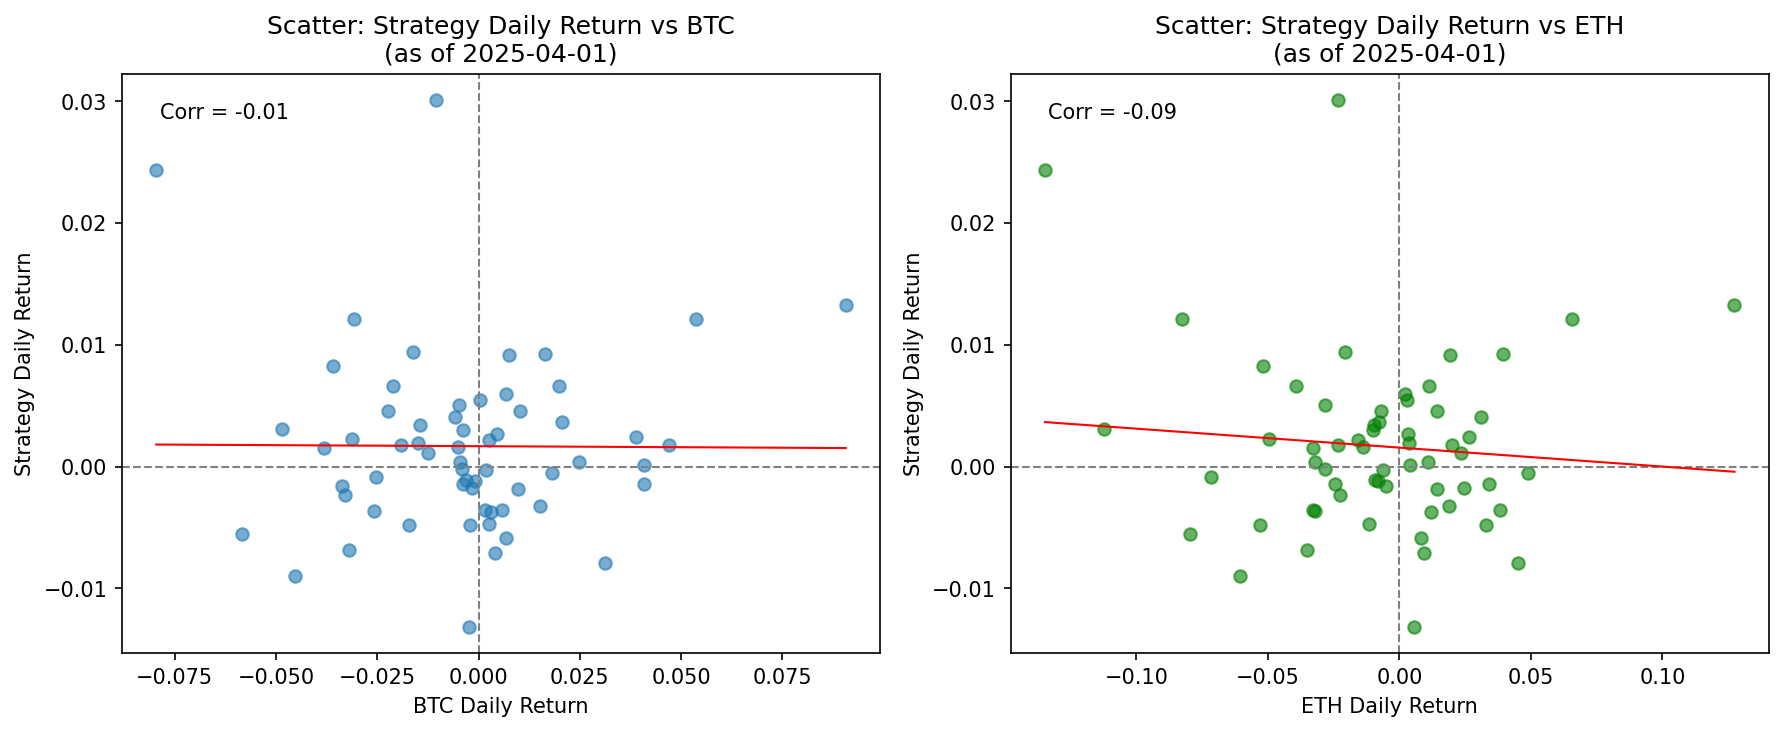 Scatter: Strategy Daily Return vs BTC
(as of 2025-04-01)
Corr = -0.01
0.03
0.02
0.01
0.00
−0.01
Strategy Daily Return
−0.075 −0.050 −0.025 0.000 0.025 0.050 0.075
BTC Daily Return
Scatter: Strategy Daily Return vs ETH
(as of 2025-04-01)
Corr = -0.09
0.03
0.02
0.01
0.00
−0.01
Strategy Daily Return
−0.10 −0.05 0.00 0.05 0.10
ETH Daily Return